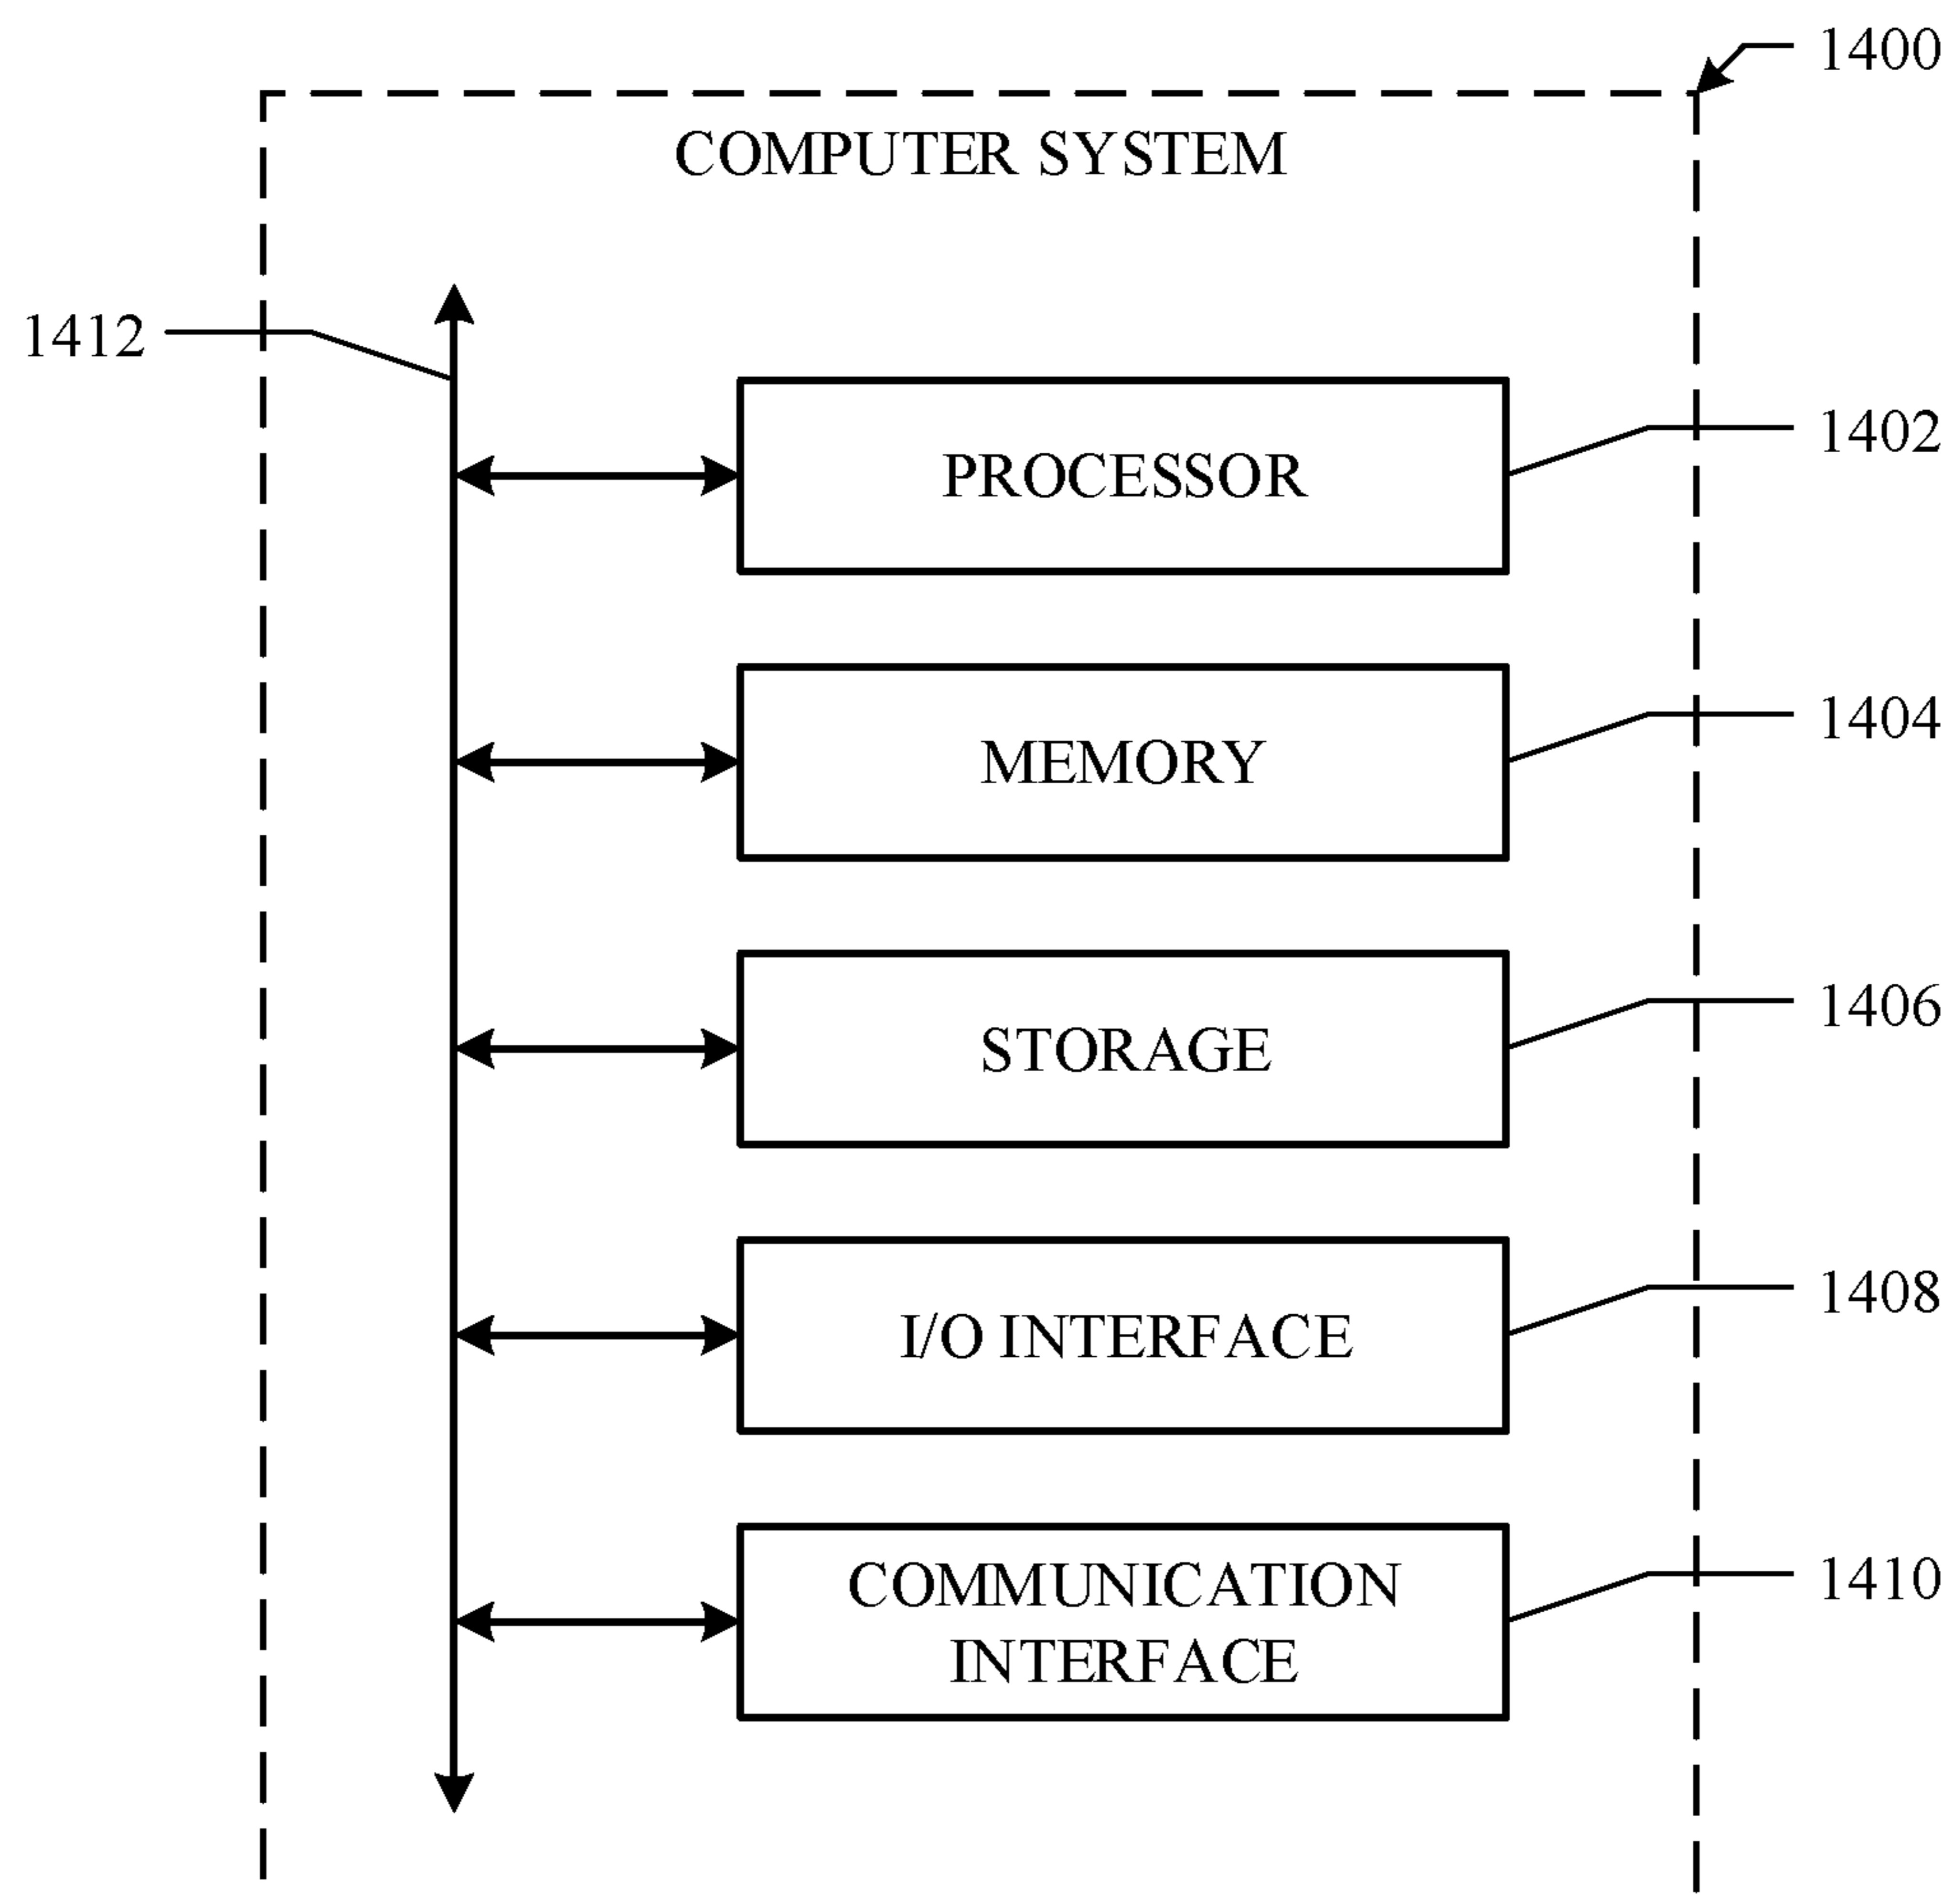 1400
COMPUTER SYSTEM
1412
PROCESSOR
1402
MEMORY
1404
STORAGE
1406
I/O INTERFACE
1408
COMMUNICATION
INTERFACE
1410